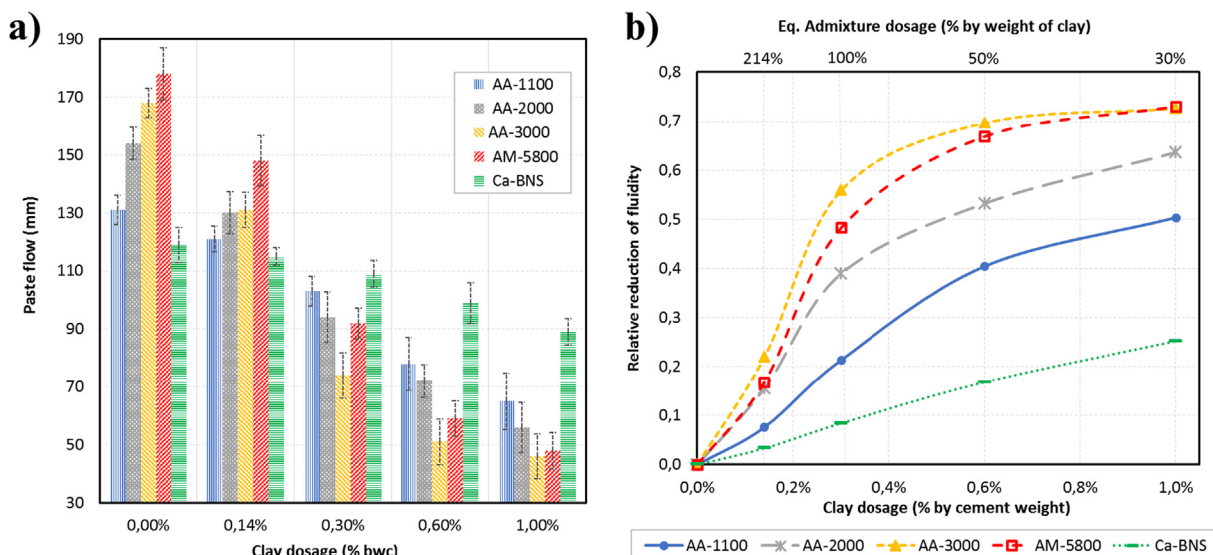 a)
190
170
150
130
110
90
70
50
30
Paste flow (mm)
AA-1100
AA-2000
AA-3000
AM-5800
Ca-BNS
0,00% 0,14% 0,30% 0,60% 1,00%
Clay dosage (% bwc)
b)
Eq. Admixture dosage (% by weight of clay)
214% 100% 50% 30%
0,8
0,7
0,6
0,5
0,4
0,3
0,2
0,1
0,0
Relative reduction of fluidity
0,0% 0,2% 0,4% 0,6% 0,8% 1,0%
Clay dosage (% by cement weight)
AA-1100 AA-2000 AA-3000 AM-5800 Ca-BNS